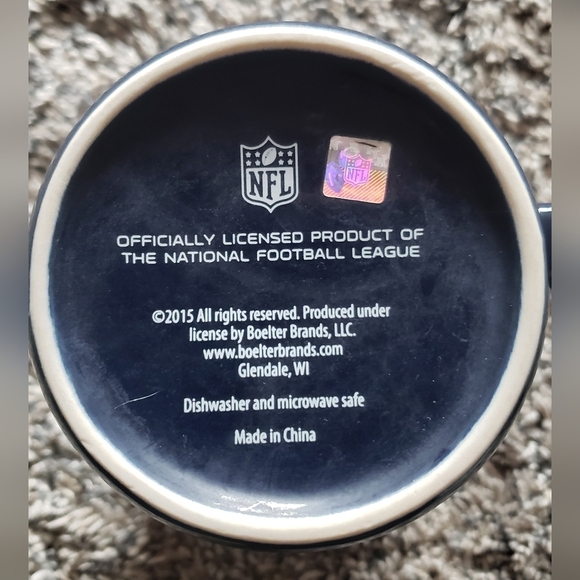 NFL
NFL
OFFICIALLY LICENSED PRODUCT OF
THE NATIONAL FOOTBALL LEAGUE
©2015 All rights reserved. Produced under
license by Boelter Brands, LLC.
www.boelterbrands.com
Glendale, WI
Dishwasher and microwave safe
Made in China